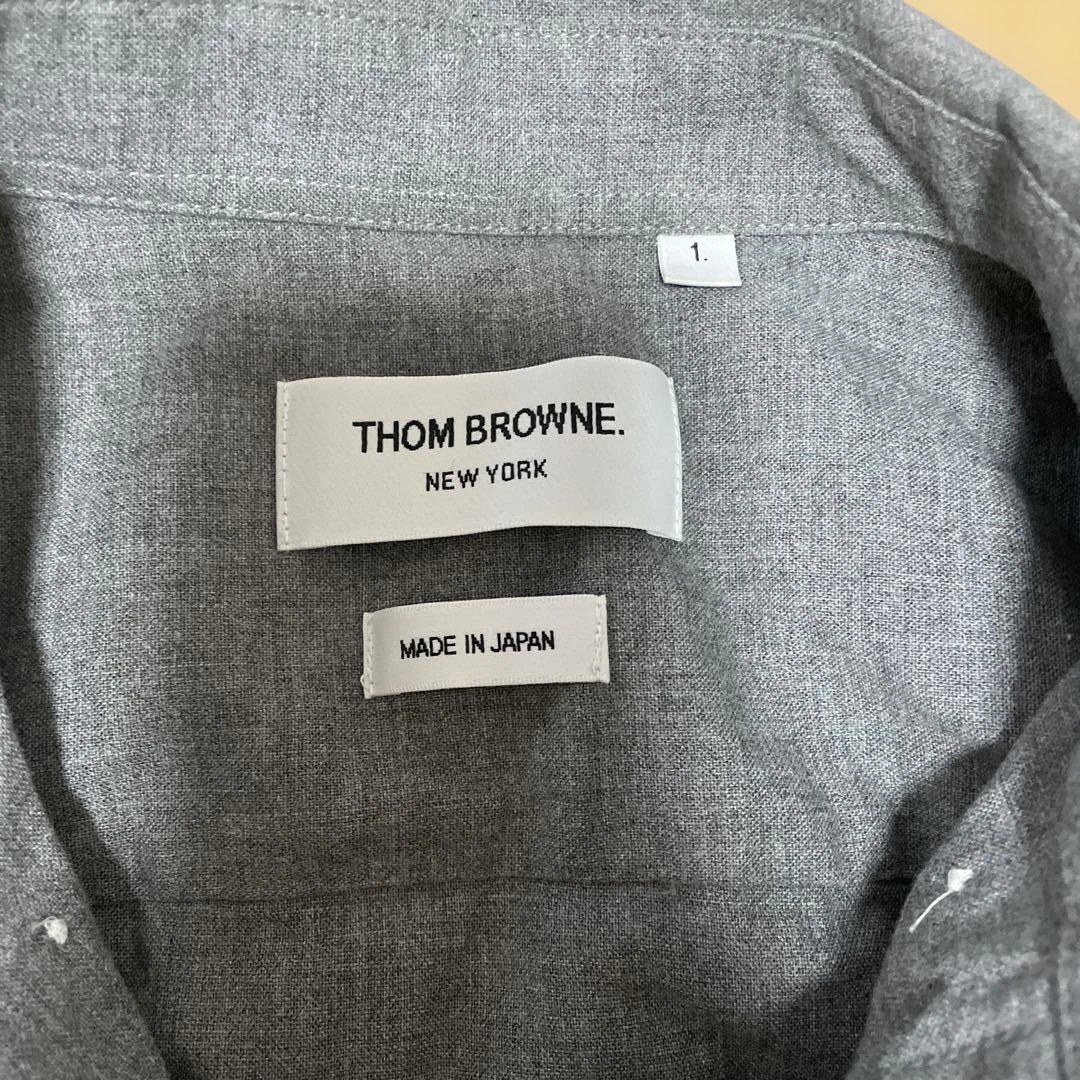 1.
THOM BROWNE.
NEW YORK
MADE IN JAPAN